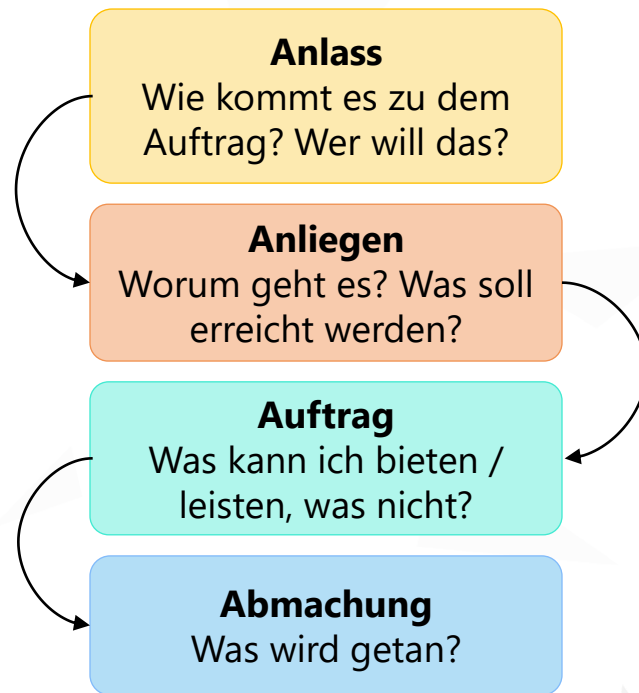 Anlass
Wie kommt es zu dem
Auftrag? Wer will das?
Anliegen
Worum geht es? Was soll
erreicht werden?
Auftrag
Was kann ich bieten /
leisten, was nicht?
Abmachung
Was wird getan?